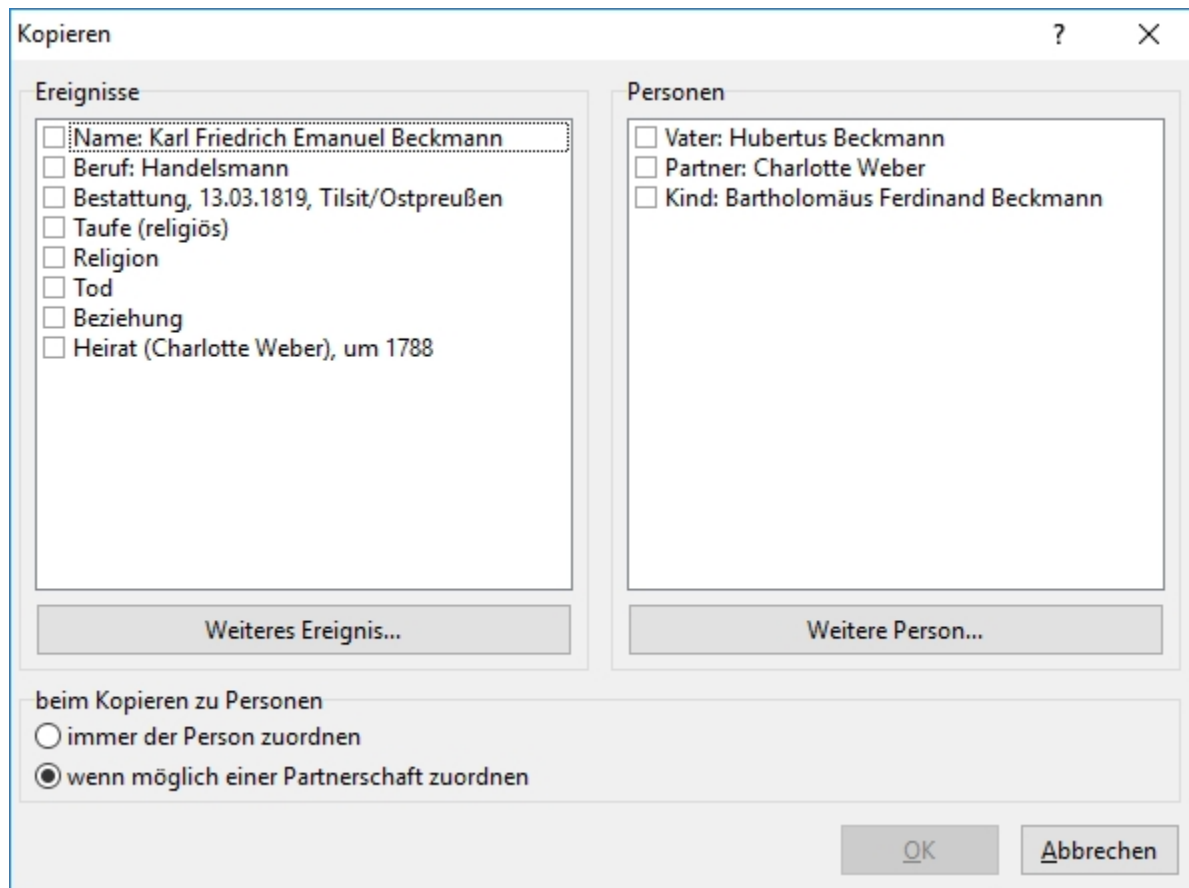 Kopieren
?
Ereignisse
Name: Karl Friedrich Emanuel Beckmann
Beruf: Handelsmann
Bestattung, 13.03.1819, Tilsit/Ostpreußen
Taufe (religiös)
Religion
Tod
Beziehung
Heirat (Charlotte Weber), um 1788
Weiteres Ereignis...
Personen
Vater: Hubertus Beckmann
Partner: Charlotte Weber
Kind: Bartholomäus Ferdinand Beckmann
Weitere Person...
beim Kopieren zu Personen
immer der Person zuordnen
wenn möglich einer Partnerschaft zuordnen
OK
Abbrechen